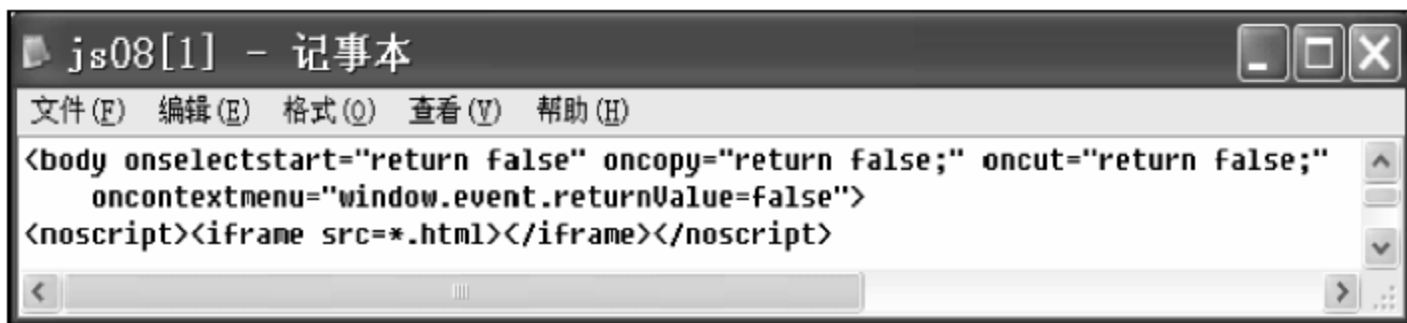 js08[1] - 记事本
文件(F) 编辑(E) 格式(O) 查看(V) 帮助(H)
<body onselectstart="return false" oncopy="return false;" oncut="return false;"
oncontextmenu="window.event.returnValue=false">
<noscript><iframe src=*.html></iframe></noscript>